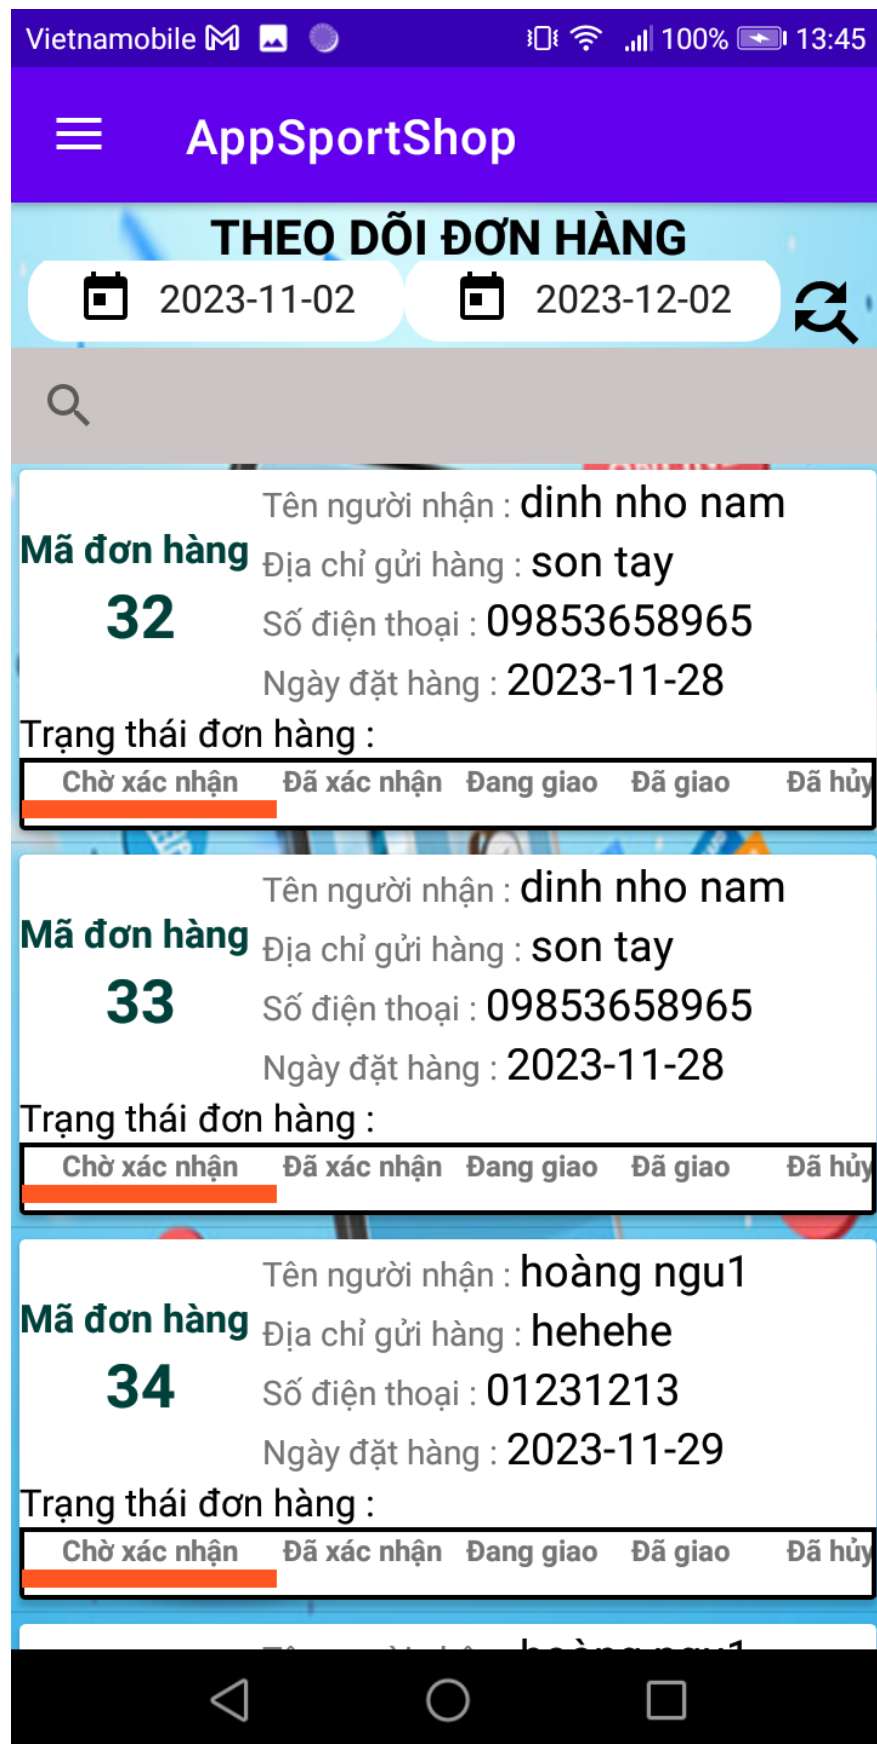 Vietnamobile 100% 13:45
AppSportShop
THEO DÕI ĐƠN HÀNG
2023-11-02 2023-12-02
Tên người nhận : dinh nho nam
Mã đơn hàng
32
Địa chỉ gửi hàng : son tay
Số điện thoại : 09853658965
Ngày đặt hàng : 2023-11-28
Trạng thái đơn hàng :
Chờ xác nhận Đã xác nhận Đang giao Đã giao Đã hủy
Tên người nhận : dinh nho nam
Mã đơn hàng
33
Địa chỉ gửi hàng : son tay
Số điện thoại : 09853658965
Ngày đặt hàng : 2023-11-28
Trạng thái đơn hàng :
Chờ xác nhận Đã xác nhận Đang giao Đã giao Đã hủy
Tên người nhận : hoàng ngu1
Mã đơn hàng
34
Địa chỉ gửi hàng : hehehe
Số điện thoại : 01231213
Ngày đặt hàng : 2023-11-29
Trạng thái đơn hàng :
Chờ xác nhận Đã xác nhận Đang giao Đã giao Đã hủy